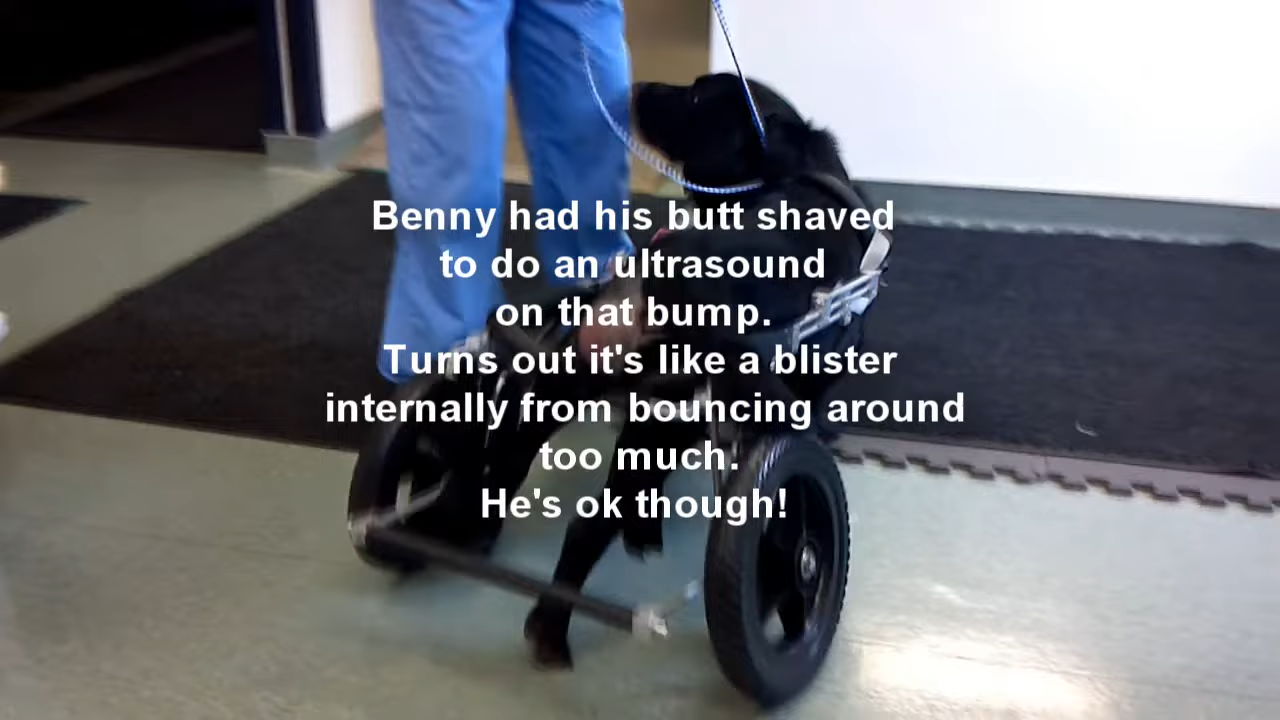 Benny had his butt shaved
to do an ultrasound
on that bump.
Turns out it's like a blister
internally from bouncing around
too much.
He's ok though!